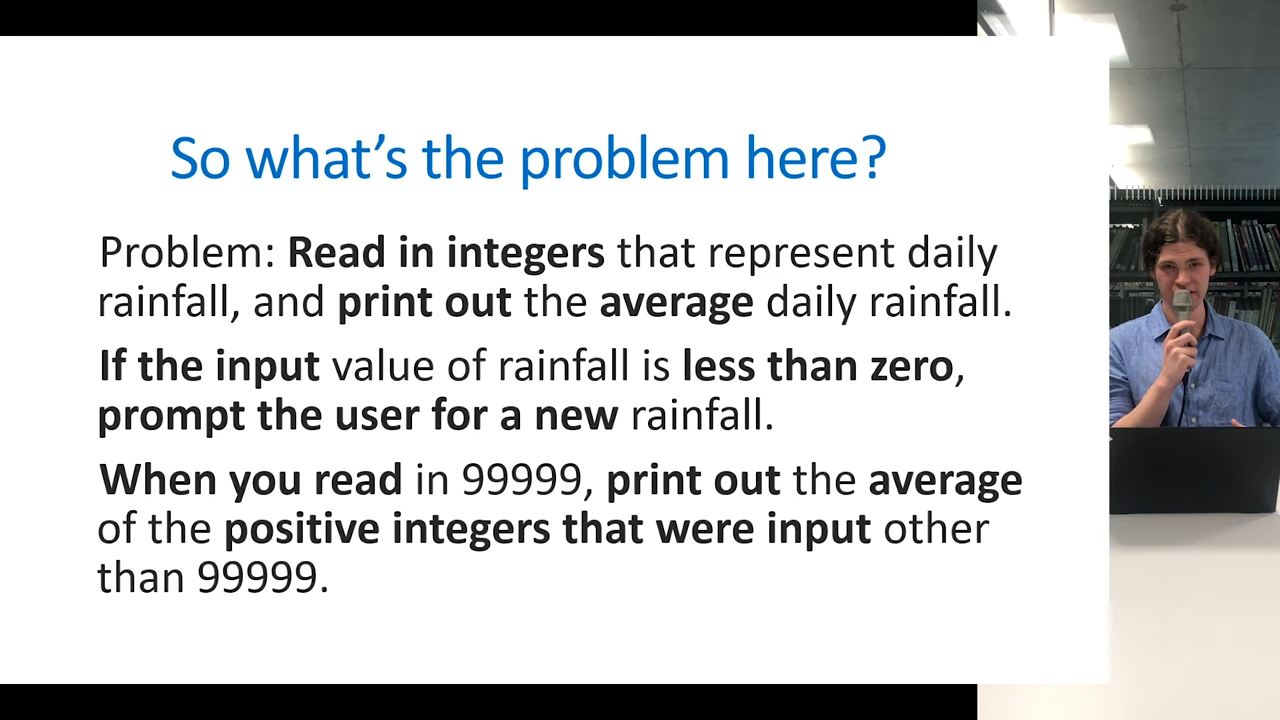 So what’s the problem here?
Problem: Read in integers that represent daily
rainfall, and print out the average daily rainfall.
If the input value of rainfall is less than zero,
prompt the user for a new rainfall.
When you read in 99999, print out the average
of the positive integers that were input other
than 99999.